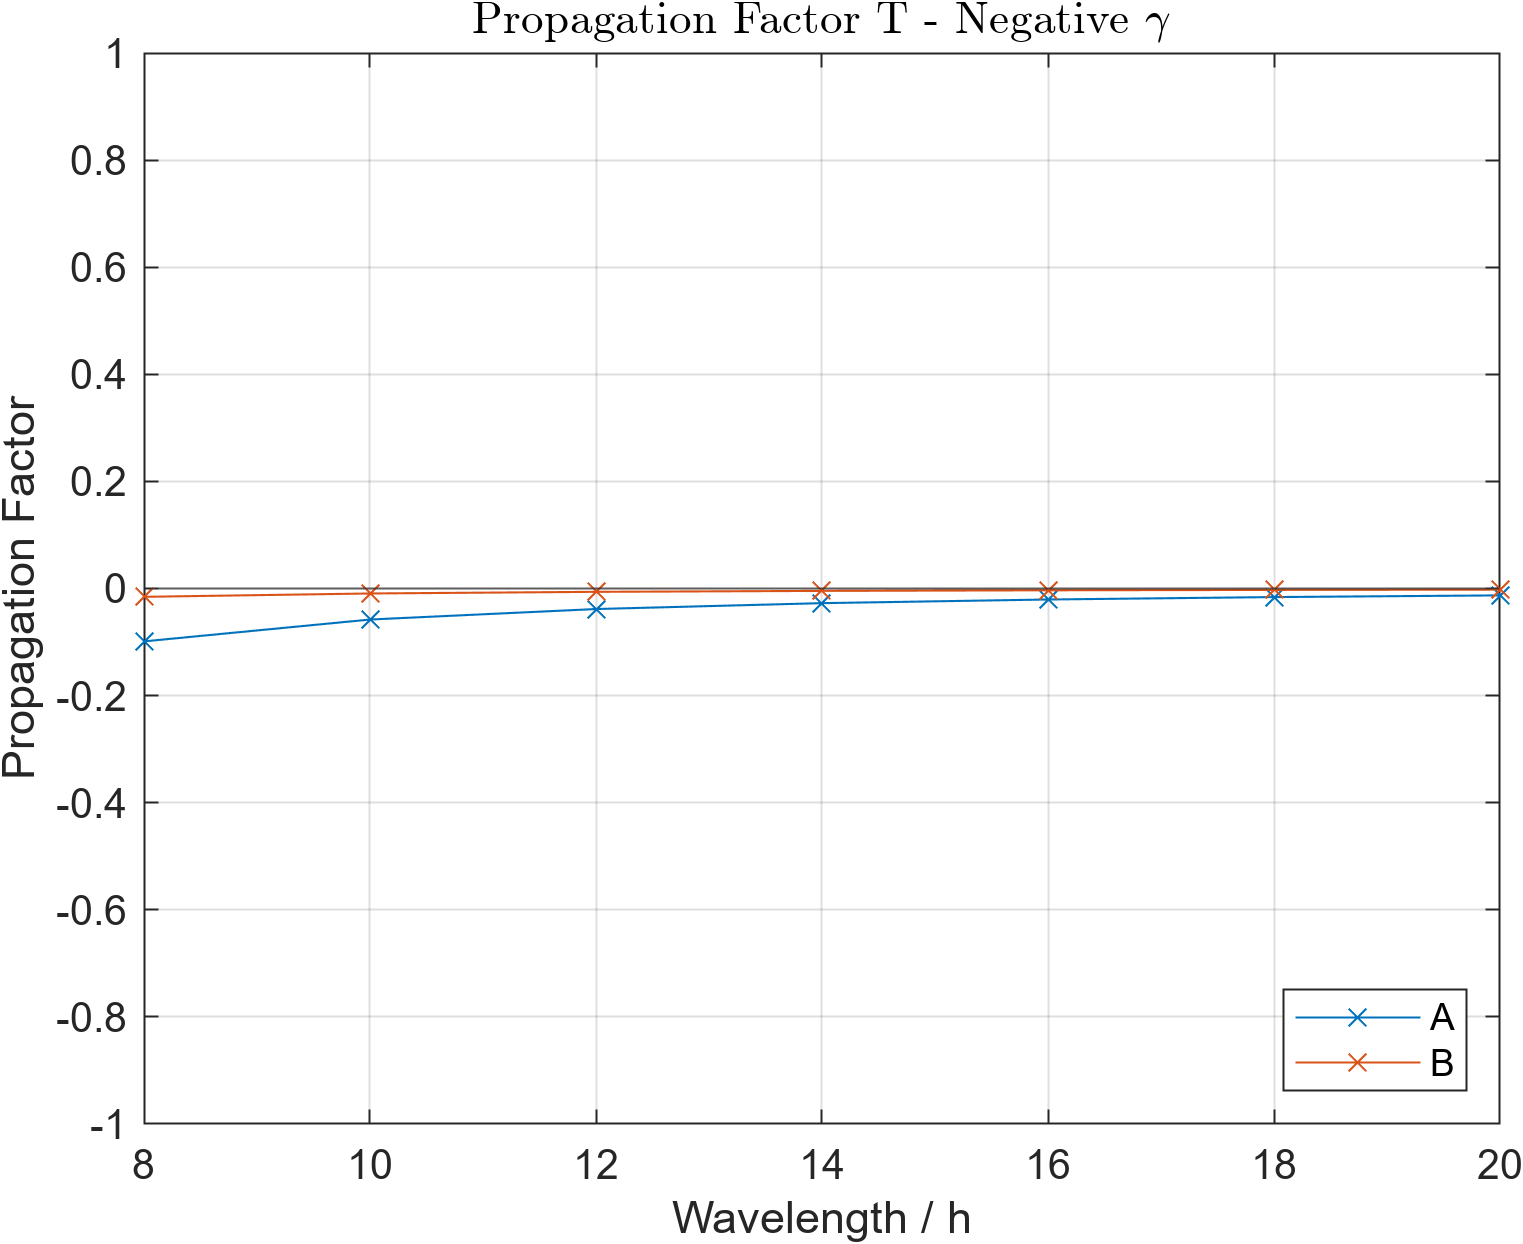 Propagation Factor T - Negative γ
1
0.8
0.6
0.4
0.2
0
-0.2
-0.4
-0.6
-0.8
-1
Propagation Factor
8 10 12 14 16 18 20
Wavelength / h
A
B